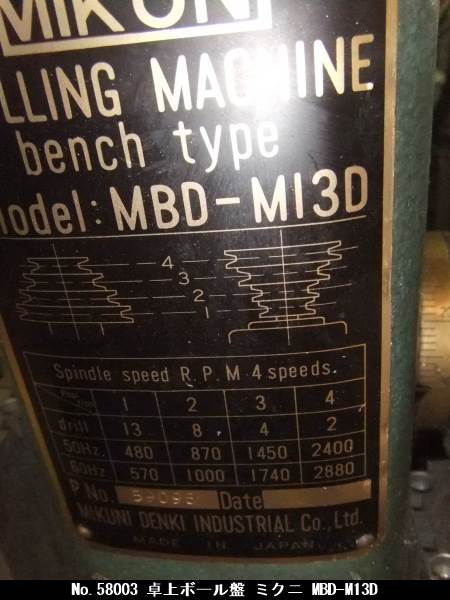 MIKUNI
LLING MACHINE
bench type
Model: MBD-M13D
4
3
2
1
Spindle speed R.P.M 4 speeds.
1 2 3 4
drill 13 8 4 2
50Hz. 480 870 1450 2400
60Hz 570 1000 1740 2880
P No. Date
MIKUNI DENKI INDUSTRIAL Co., Ltd.
MADE IN JAPAN
No.58003 卓上ボール盤 ミクニ MBD-M13D